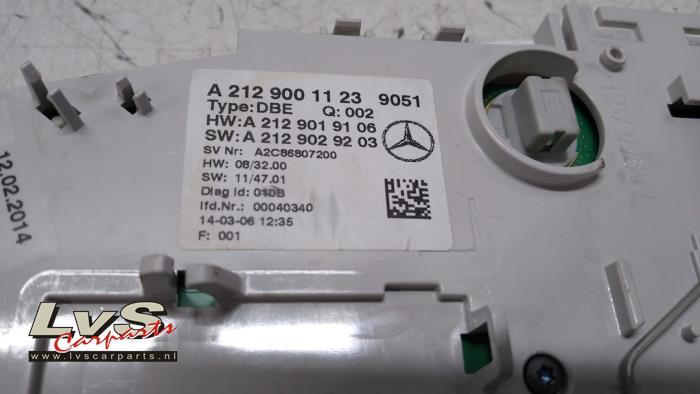 A 212 900 11 23 9051
Type:DBE Q: 002
HW:A 212 901 91 06
SW:A 212 902 92 03
SV Nr: A2C86807200
HW: 08/32.00
SW: 11/47.01
Diag id: 01DB
lfd.Nr.: 00040340
14-03-06 12:35
F: 001
12.02.2014
LvS
Carparts
www.lvscarparts.nl